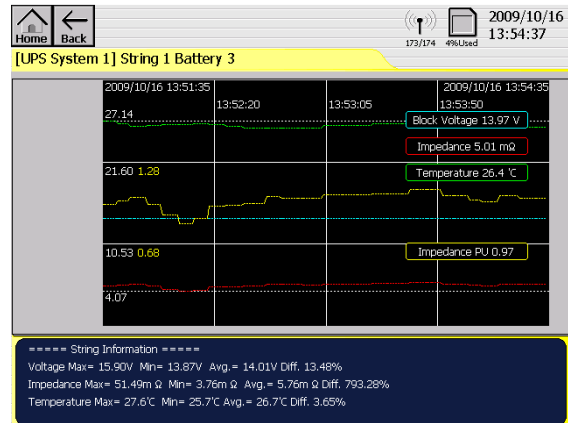 Home Back
173/174 4%Used
2009/10/16
13:54:37
[UPS System 1] String 1 Battery 3
2009/10/16 13:51:35 2009/10/16 13:54:35
13:52:20 13:53:05 13:53:50
27.14
Block Voltage 13.97 V
Impedance 5.01 mΩ
21.60 1.28
Temperature 26.4 ℃
10.53 0.68
Impedance PU 0.97
4.07
===== String Information =====
Voltage Max= 15.90V Min= 13.87V Avg.= 14.01V Diff. 13.48%
Impedance Max= 51.49m Ω Min= 3.76m Ω Avg.= 5.76m Ω Diff. 793.28%
Temperature Max= 27.6℃ Min= 25.7℃ Avg.= 26.7℃ Diff. 3.65%